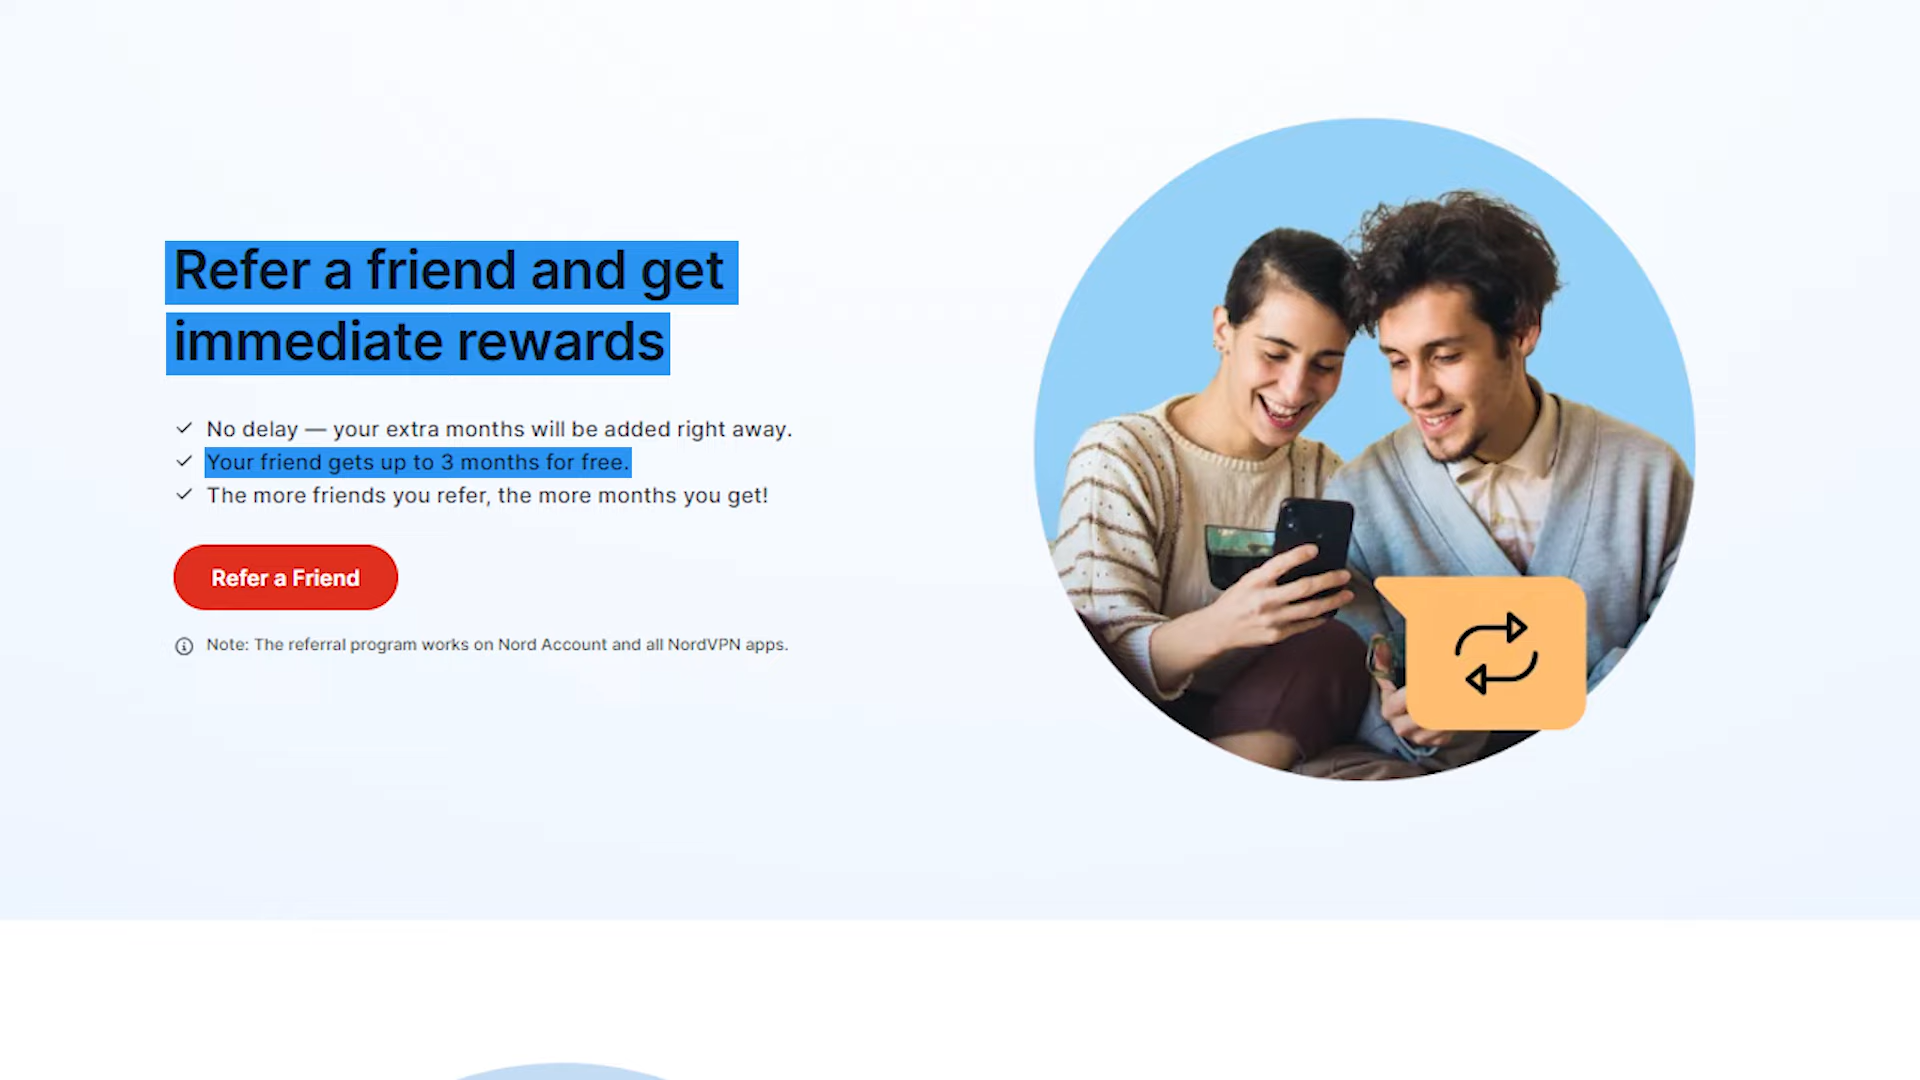 Refer a friend and get
immediate rewards
No delay — your extra months will be added right away.
Your friend gets up to 3 months for free.
The more friends you refer, the more months you get!
Refer a Friend
Note: The referral program works on Nord Account and all NordVPN apps.